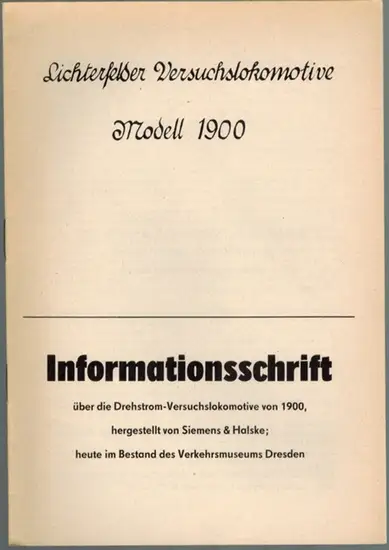 Lichterfelder Versuchslokomotive
Modell 1900
Informationsschrift
über die Drehstrom-Versuchslokomotive von 1900,
hergestellt von Siemens & Halske;
heute im Bestand des Verkehrsmuseums Dresden